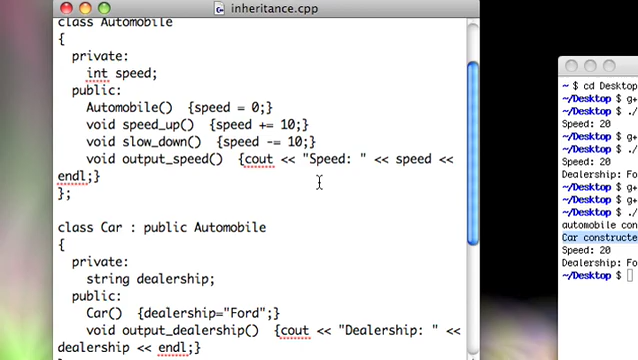 inheritance.cpp
class Automobile
{
private:
int speed;
public:
Automobile() {speed = 0;}
void speed_up() {speed += 10;}
void slow_down() {speed -= 10;}
void output_speed() {cout << "Speed: " << speed <<
endl;}
};
class Car : public Automobile
{
private:
string dealership;
public:
Car() {dealership="Ford";}
void output_dealership() {cout << "Dealership: " <<
dealership << endl;}
~ $ cd Desktop
~/Desktop $ g+
~/Desktop $ ./
Speed: 20
~/Desktop $ g+
~/Desktop $ ./
Speed: 20
Dealership: Fo
~/Desktop $ g+
~/Desktop $ g+
~/Desktop $ ./
automobile con
Car constructe
Speed: 20
Dealership: Fo
~/Desktop $